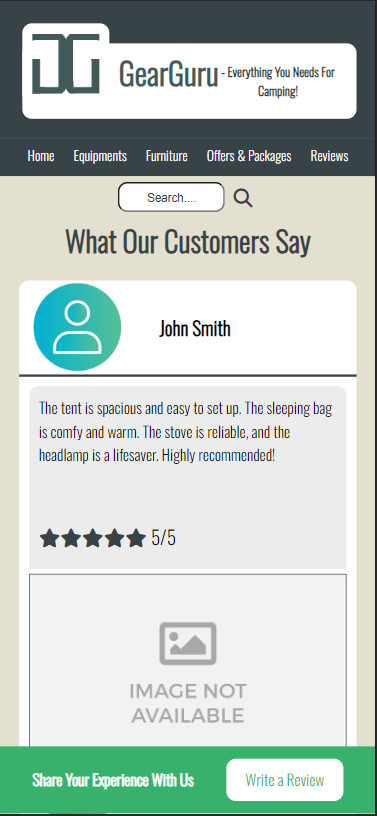 GearGuru - Everything You Needs For
Camping!
Home Equipments Furniture Offers & Packages Reviews
Search....
What Our Customers Say
John Smith
The tent is spacious and easy to set up. The sleeping bag
is comfy and warm. The stove is reliable, and the
headlamp is a lifesaver. Highly recommended!
5/5
IMAGE NOT
AVAILABLE
Share Your Experience With Us Write a Review